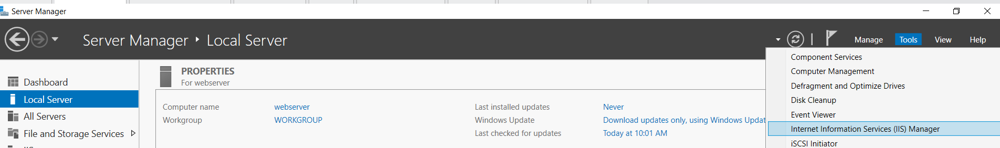 Server Manager
Server Manager ‣ Local Server
Manage Tools View Help
Dashboard
Local Server
All Servers
File and Storage Services
IIS
PROPERTIES
For webserver
Computer name webserver
Workgroup WORKGROUP
Last installed updates Never
Windows Update Download updates only, using Windows Updat
Last checked for updates Today at 10:01 AM
Component Services
Computer Management
Defragment and Optimize Drives
Disk Cleanup
Event Viewer
Internet Information Services (IIS) Manager
iSCSI Initiator